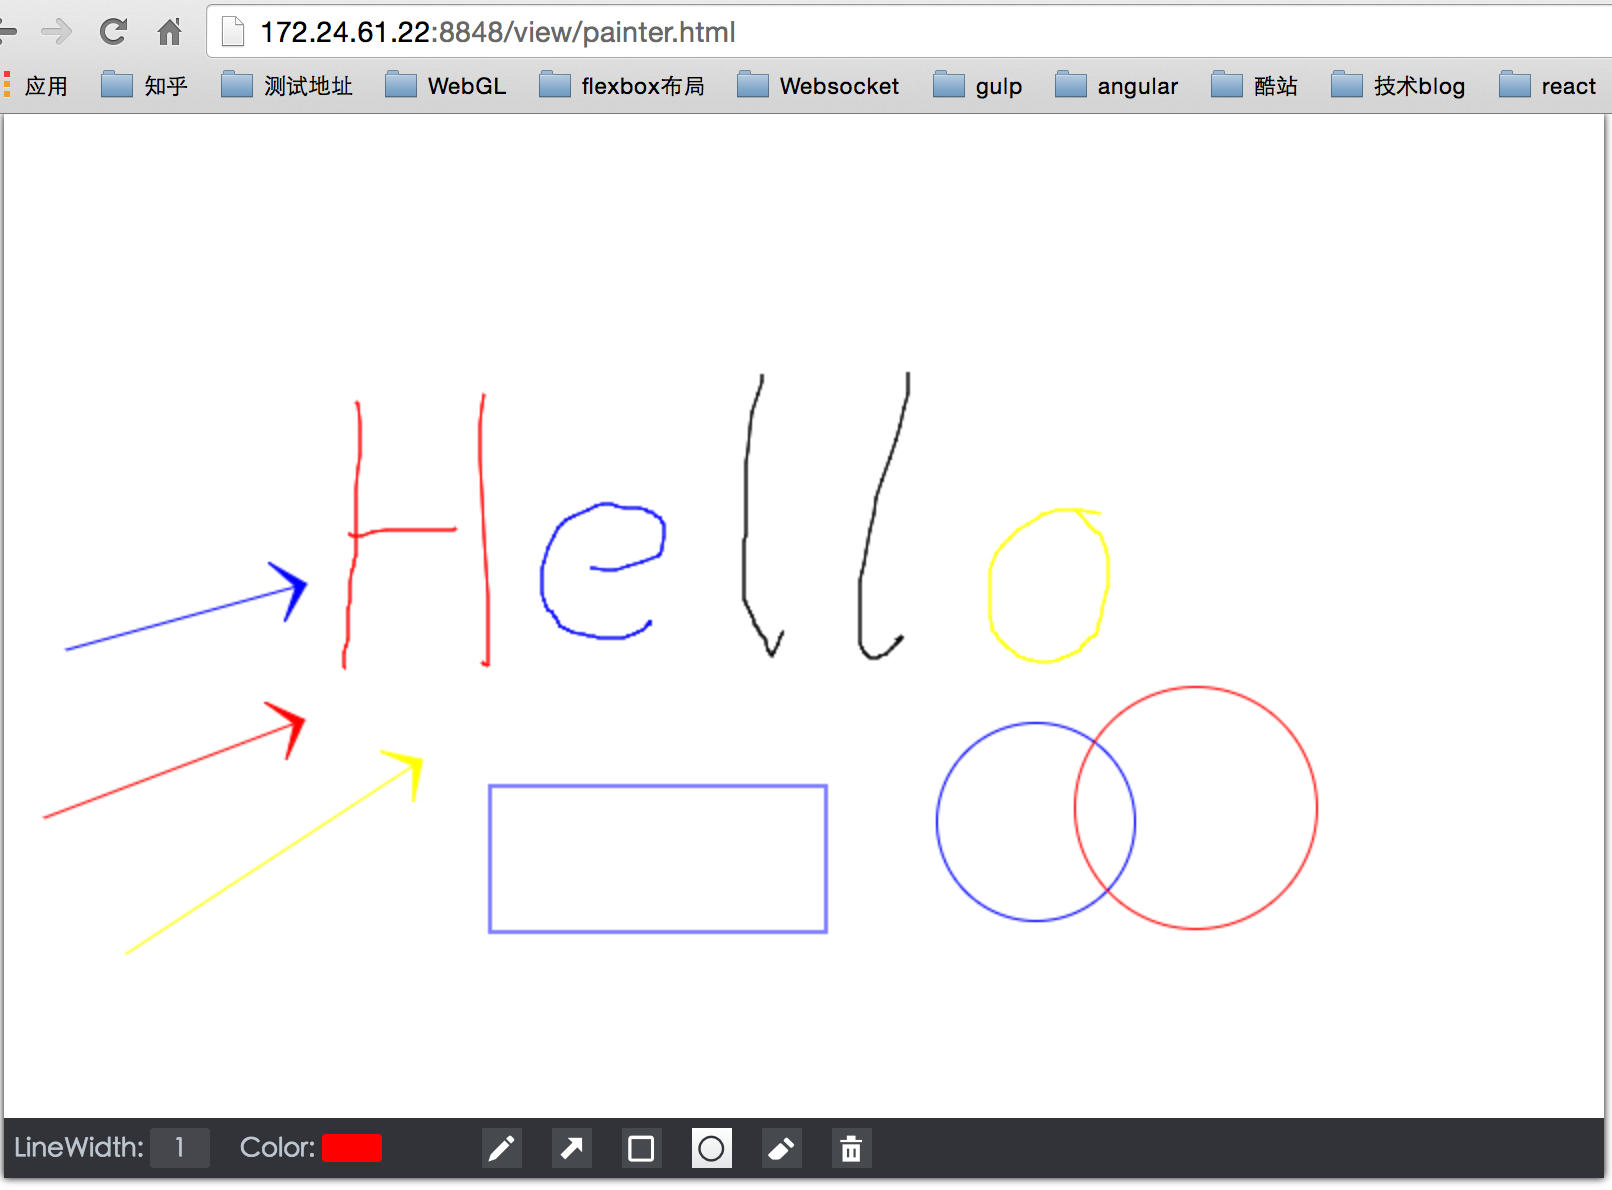 172.24.61.22:8848/view/painter.html
应用 知乎 测试地址 WebGL flexbox布局 Websocket gulp angular 酷站 技术blog react
Hello
LineWidth: 1 Color: